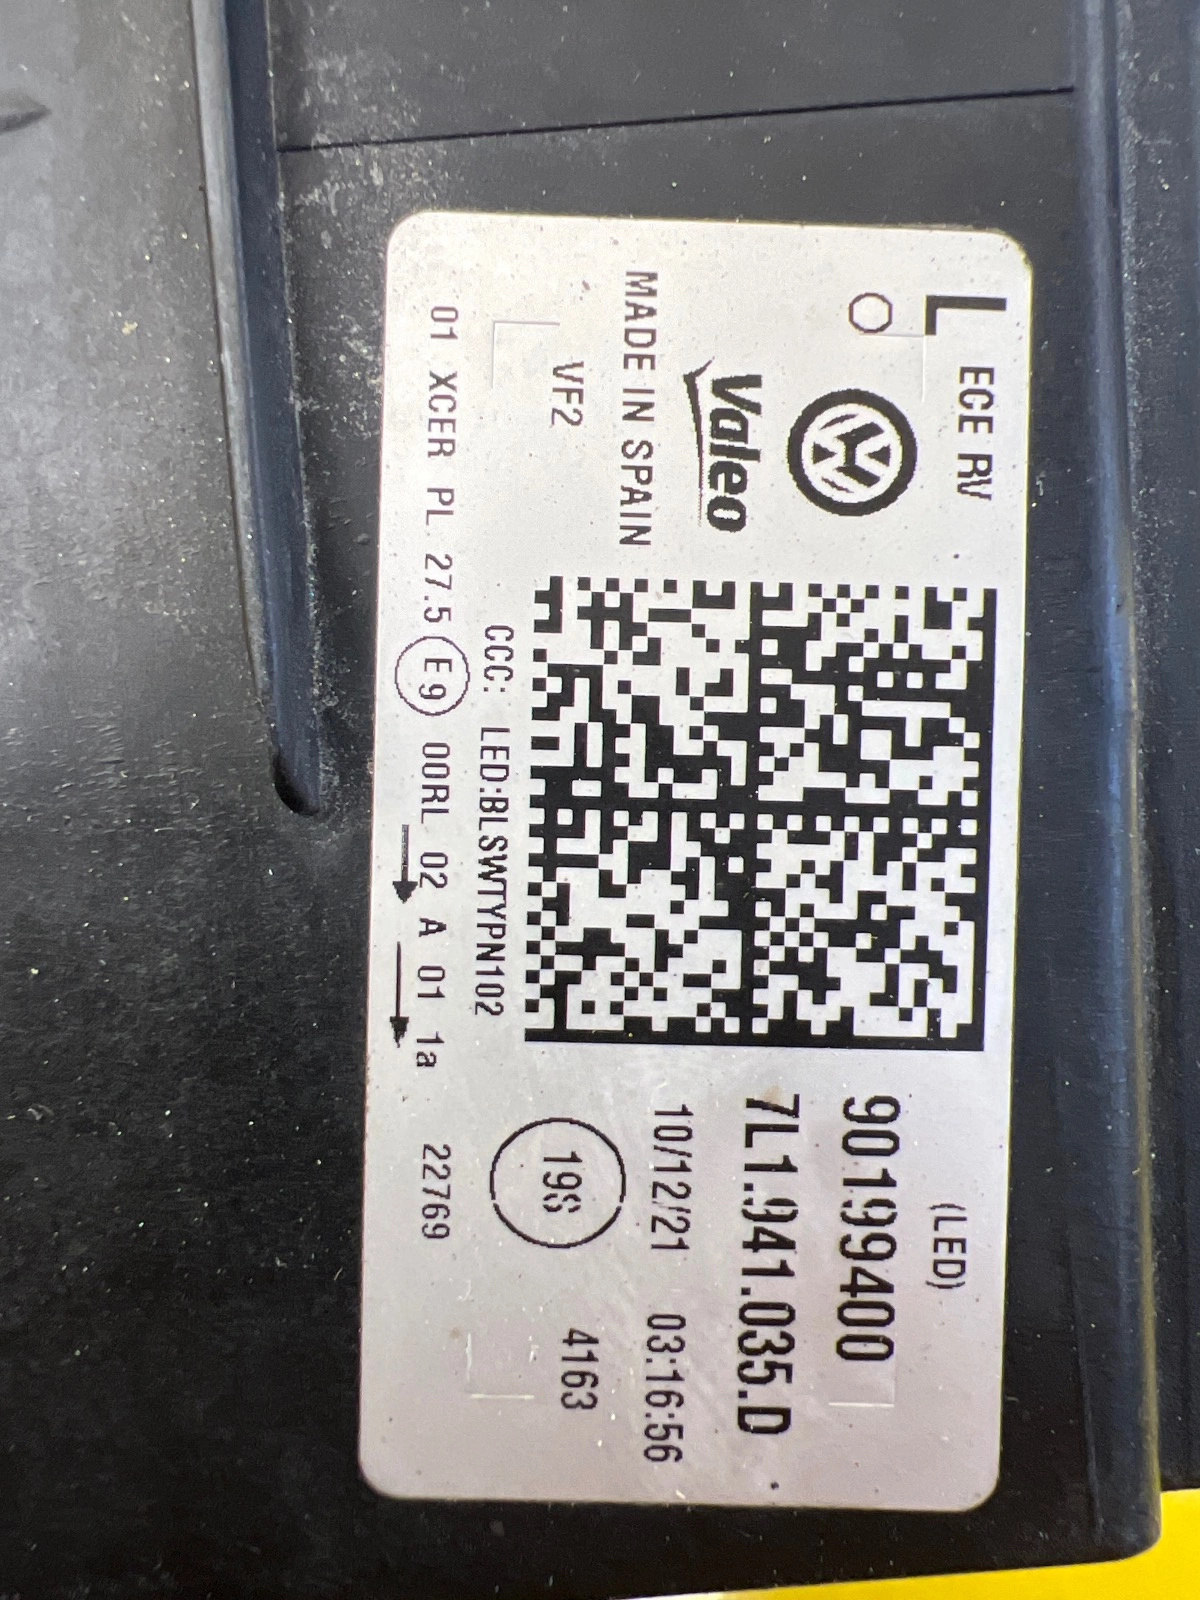 L ECE RV (LED)
90199400
Valeo 7L1.941.035.D
MADE IN SPAIN 10/12/21 03:16:56
VF2 19S 4163
CCC: LED:BLSWTYPN102
01 XCER PL 27.5 E9 00RL 02 A 01 1a 22769